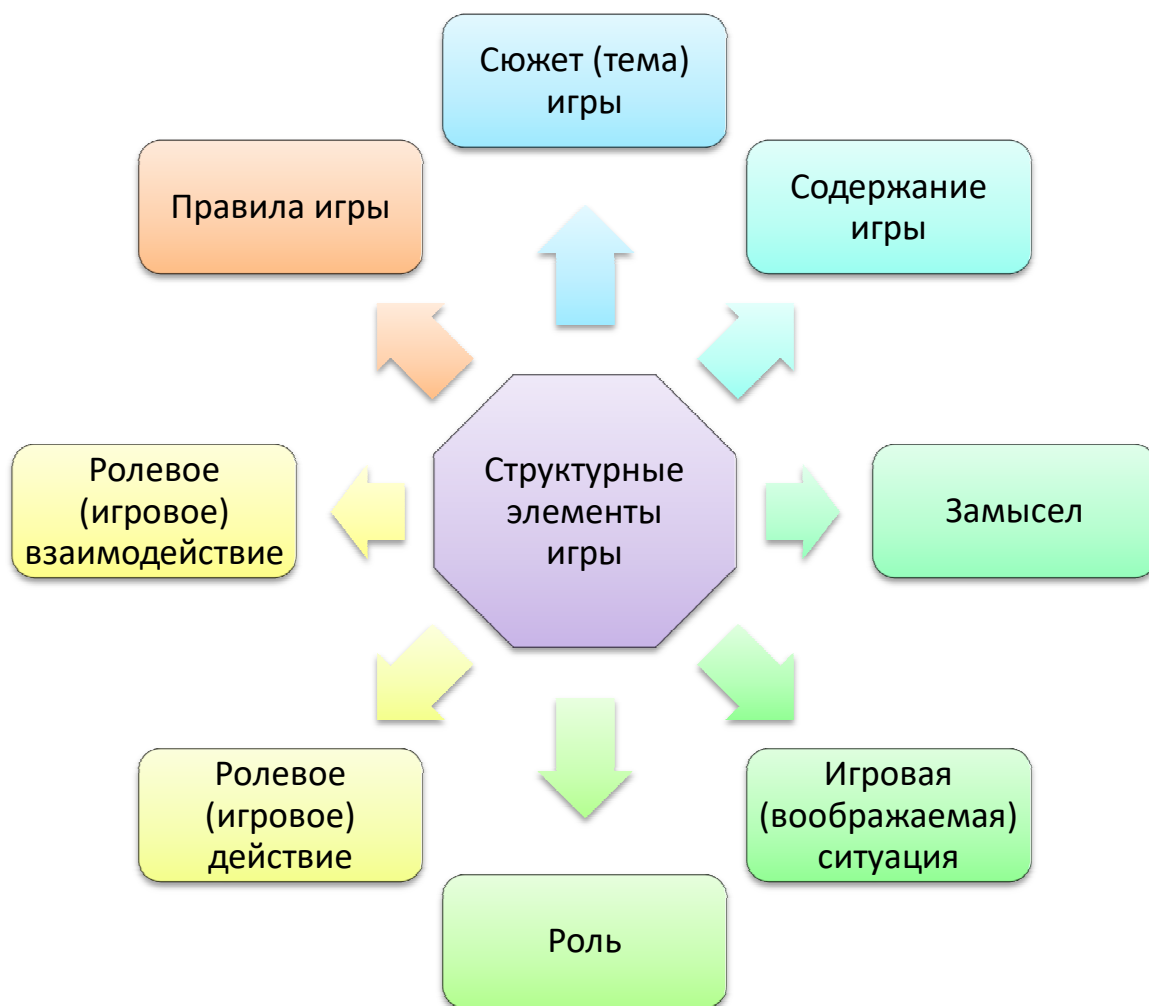 Сюжет (тема)
игры
Содержание
игры
Замысел
Игровая
(воображаемая)
ситуация
Роль
Ролевое
(игровое)
действие
Ролевое
(игровое)
взаимодействие
Правила игры
Структурные
элементы
игры